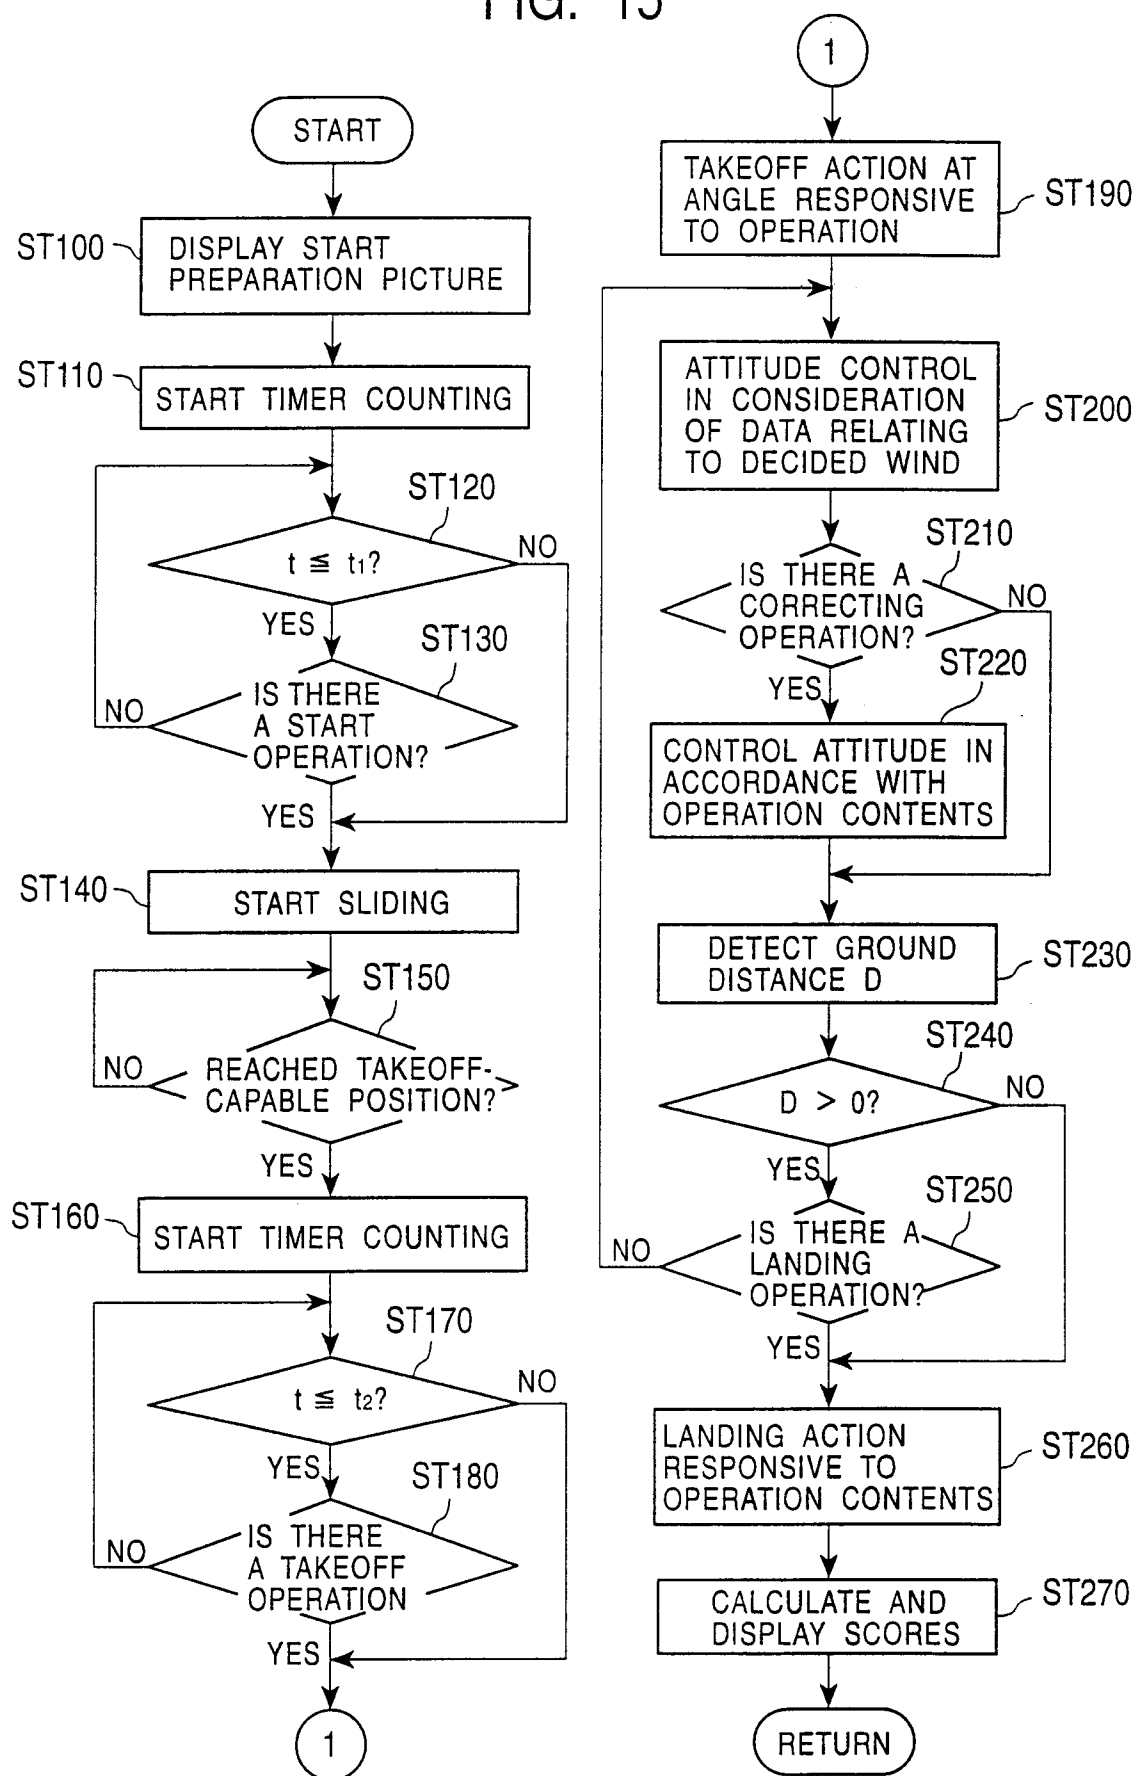 FIG. 15
START
ST100
DISPLAY START
PREPARATION PICTURE
ST110
START TIMER COUNTING
ST120
t ≦ t1?
NO
YES
ST130
IS THERE
A START
OPERATION?
NO
YES
ST140
START SLIDING
ST150
REACHED TAKEOFF-
CAPABLE POSITION?
NO
YES
ST160
START TIMER COUNTING
ST170
t ≦ t2?
NO
YES
ST180
IS THERE
A TAKEOFF
OPERATION
NO
YES
1
1
TAKEOFF ACTION AT
ANGLE RESPONSIVE
TO OPERATION
ST190
ATTITUDE CONTROL
IN CONSIDERATION
OF DATA RELATING
TO DECIDED WIND
ST200
ST210
IS THERE A
CORRECTING
OPERATION?
NO
YES
ST220
CONTROL ATTITUDE IN
ACCORDANCE WITH
OPERATION CONTENTS
DETECT GROUND
DISTANCE D
ST230
ST240
D > 0?
NO
YES
ST250
IS THERE A
LANDING
OPERATION?
NO
YES
LANDING ACTION
RESPONSIVE TO
OPERATION CONTENTS
ST260
CALCULATE AND
DISPLAY SCORES
ST270
RETURN